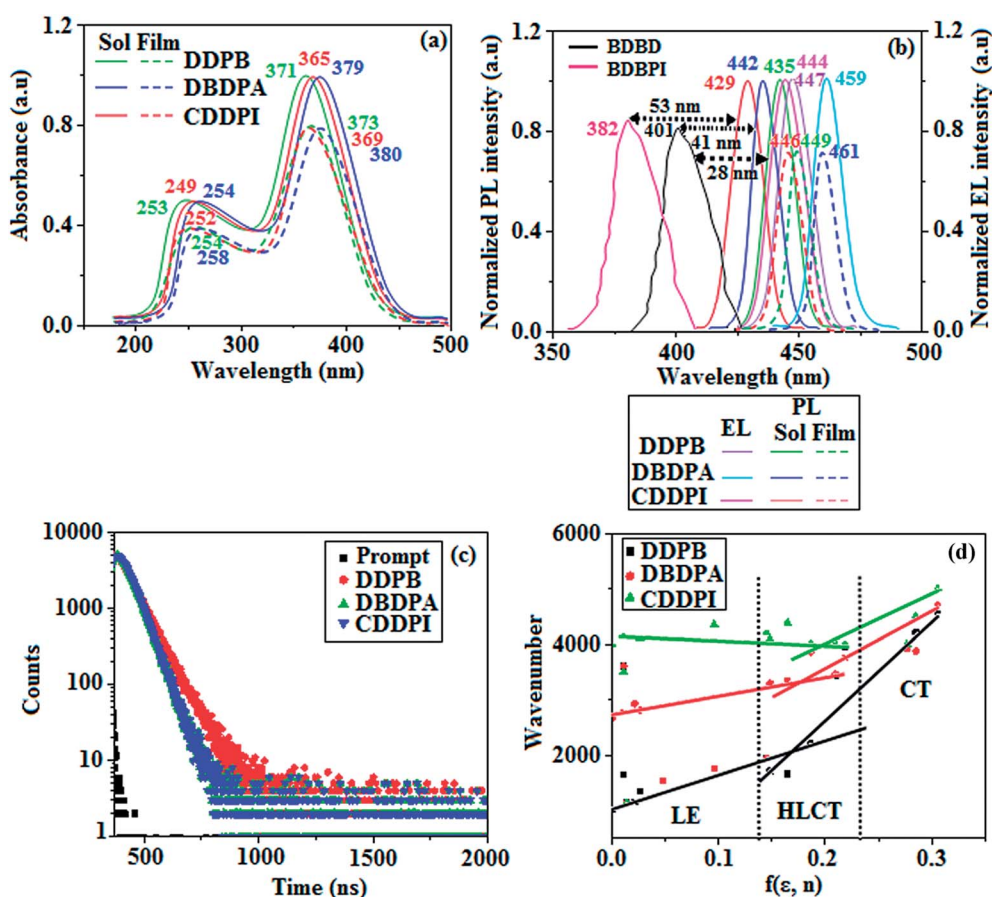 (a)
Absorbance (a.u)
1.2
0.8
0.4
0.0
Sol Film
DDPB
DBDPA
CDDPI
371
365
379
373
369
380
249
254
253
252
254
258
200
300
400
500
Wavelength (nm)
(b)
Normalized PL intensity (a.u)
1.2
0.8
0.4
0.0
BDBD
BDBPI
442
435
444
429
447
459
53 nm
382
401
41 nm
446
449
461
28 nm
350
400
450
500
Wavelength (nm)
1.2
0.8
0.4
0.0
Normalized EL intensity (a.u)
PL
EL
Sol Film
DDPB
DBDPA
CDDPI
(c)
Counts
10000
1000
100
10
1
Prompt
DDPB
DBDPA
CDDPI
500
1000
1500
2000
Time (ns)
(d)
Wavenumber
6000
4000
2000
DDPB
DBDPA
CDDPI
LE
HLCT
CT
0.0
0.1
0.2
0.3
f(ε, n)